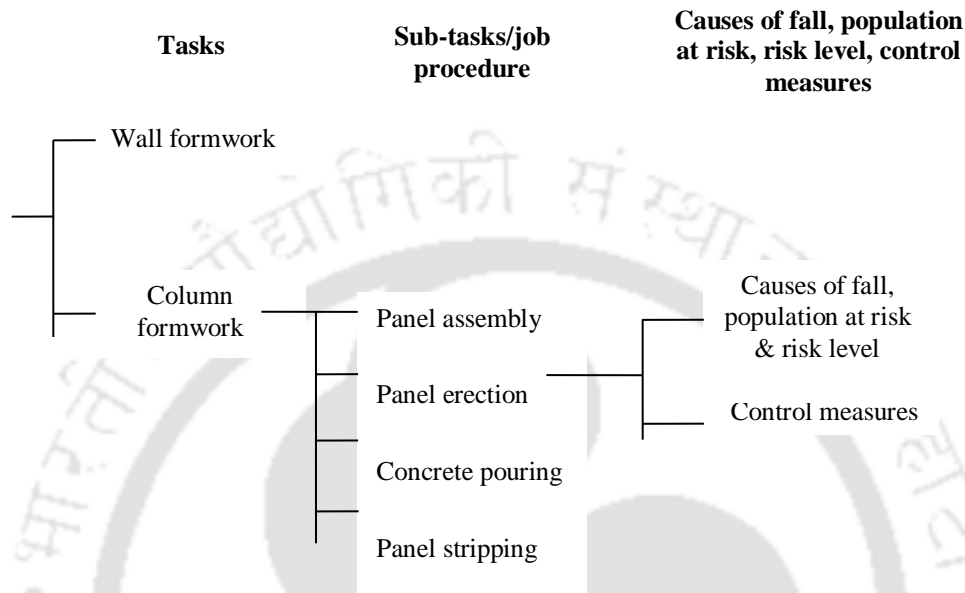 Tasks
Sub-tasks/job
procedure
Causes of fall, population
at risk, risk level, control
measures
Wall formwork
Column
formwork
Panel assembly
Panel erection
Concrete pouring
Panel stripping
Causes of fall,
population at risk
& risk level
Control measures